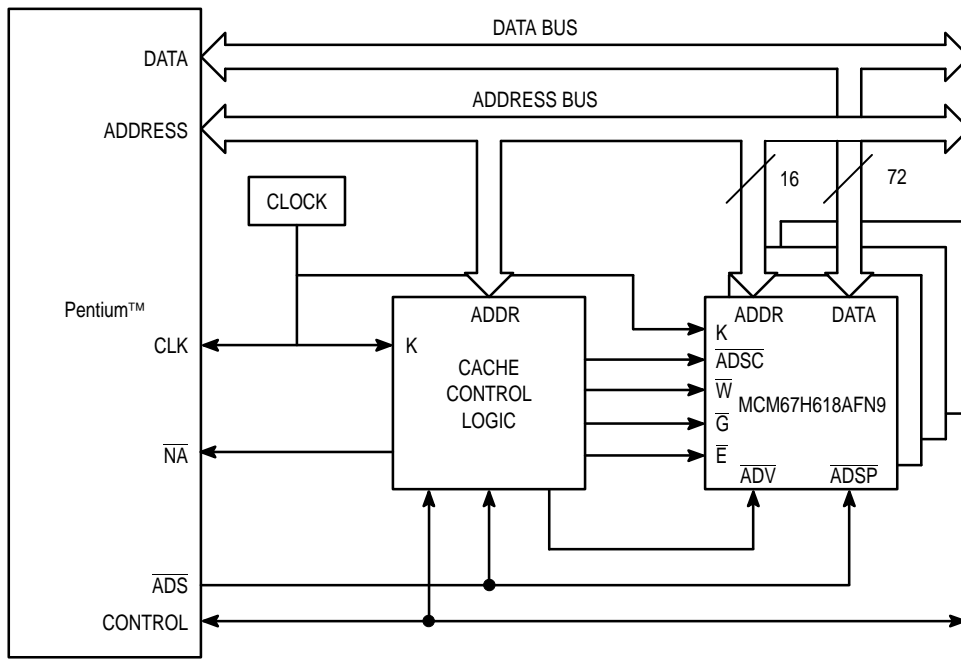 DATA BUS
DATA
ADDRESS BUS
ADDRESS
16
72
CLOCK
Pentium™
ADDR
ADDR DATA
K
CLK
K
ADSC
CACHE
CONTROL
LOGIC
W
MCM67H618AFN9
G
NA
E
ADV ADSP
ADS
CONTROL